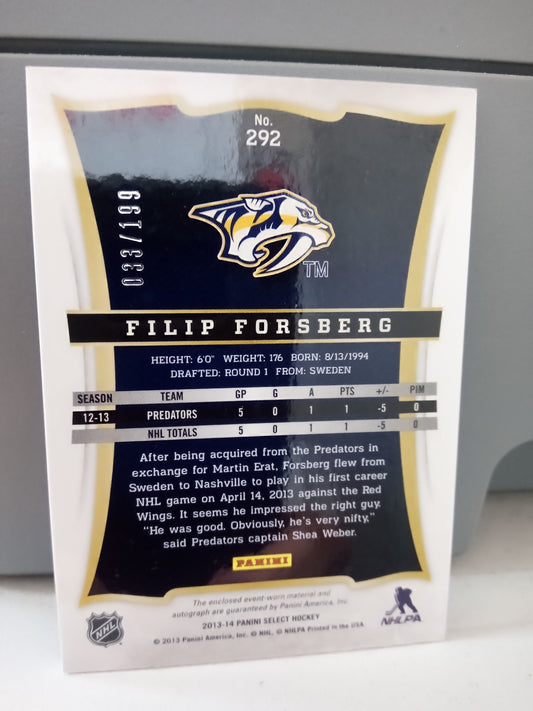 No.
292
033/199
TM
FILIP FORSBERG
HEIGHT: 6'0" WEIGHT: 176 BORN: 8/13/1994
DRAFTED: ROUND 1 FROM: SWEDEN
SEASON TEAM GP G A PTS +/- PIM
12-13 PREDATORS 5 0 1 1 -5 0
NHL TOTALS 5 0 1 1 -5 0
After being acquired from the Predators in
exchange for Martin Erat, Forsberg flew from
Sweden to Nashville to play in his first career
NHL game on April 14, 2013 against the Red
Wings. It seems he impressed the right guy.
"He was good. Obviously, he's very nifty,"
said Predators captain Shea Weber.
PANINI
The enclosed event-worn material and
autograph are guaranteed by Panini America, Inc.
2013-14 PANINI SELECT HOCKEY
© 2013 Panini America, Inc. © NHL. © NHLPA Printed in the USA.
NHL
NHLPA